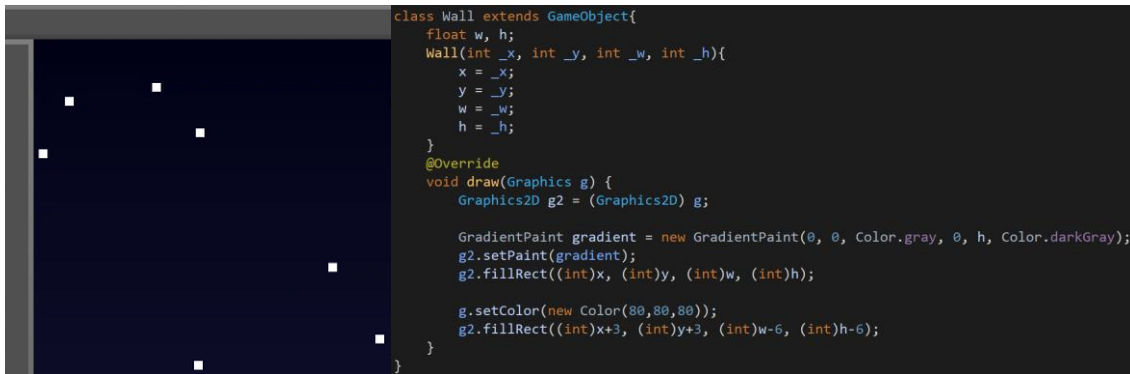 class Wall extends GameObject{
    float w, h;
    Wall(int _x, int _y, int _w, int _h){
        x = _x;
        y = _y;
        w = _w;
        h = _h;
    }
    @Override
    void draw(Graphics g) {
        Graphics2D g2 = (Graphics2D) g;

        GradientPaint gradient = new GradientPaint(0, 0, Color.gray, 0, h, Color.darkGray);
        g2.setPaint(gradient);
        g2.fillRect((int)x, (int)y, (int)w, (int)h);

        g.setColor(new Color(80,80,80));
        g2.fillRect((int)x+3, (int)y+3, (int)w-6, (int)h-6);
    }
}